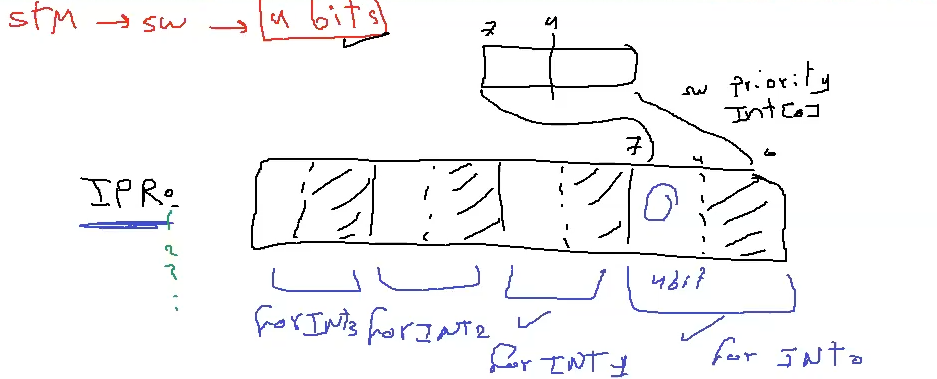 STM → SW → 4 bits
7 4
SW Priority
Int[0]
7 4 0
IPR0
1
2
3
:
0
4bit
for INT3 for INT2 for INT1 for INT0